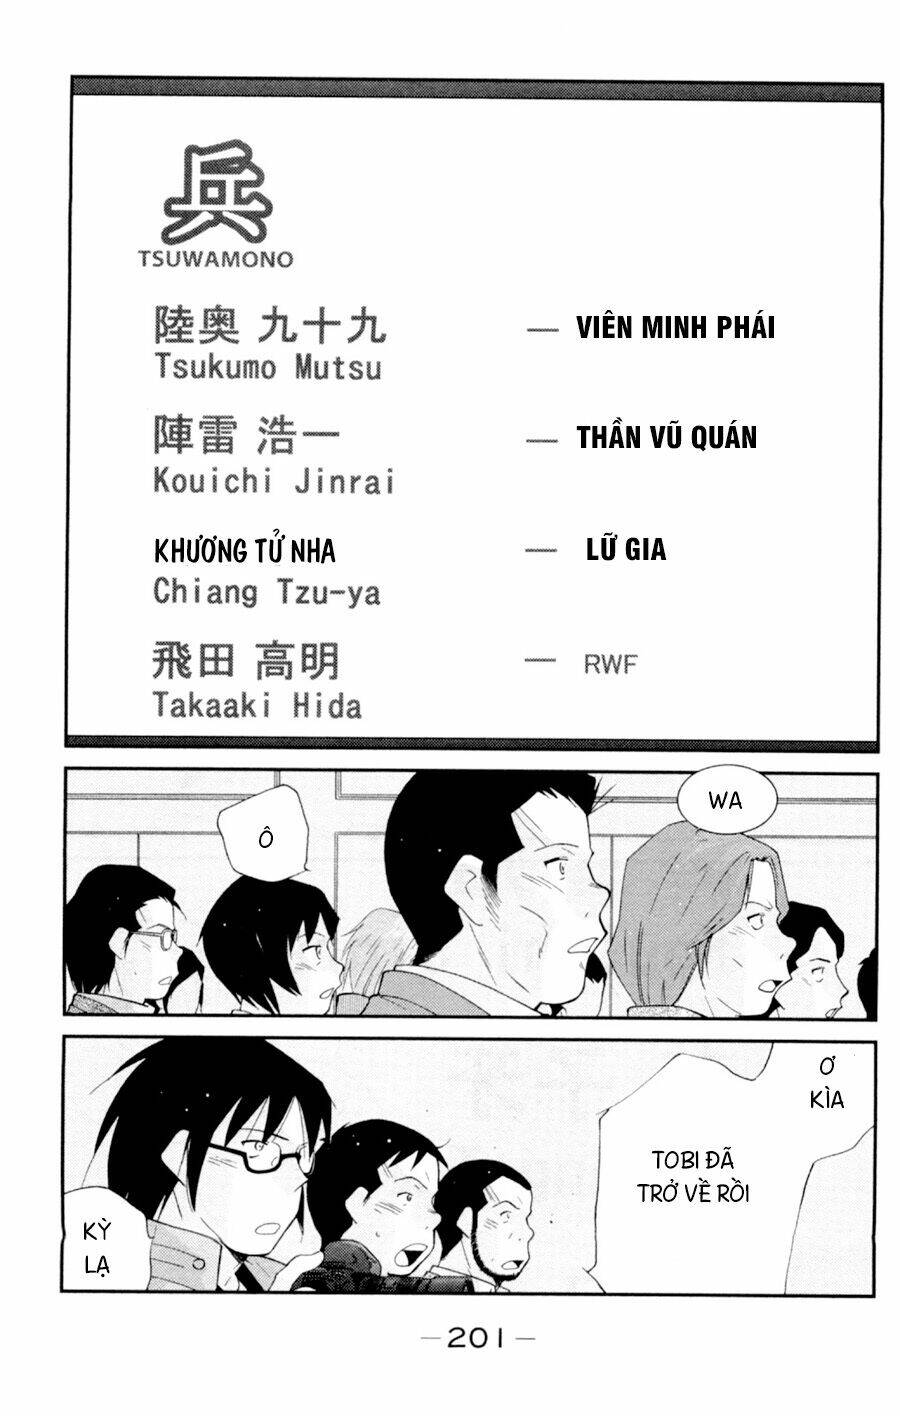 兵
TSUWAMONO
陸奥 九十九 — VIÊN MINH PHÁI
Tsukumo Mutsu
陣雷 浩一 — THẦN VŨ QUÁN
Kouichi Jinrai
KHƯƠNG TỬ NHA — LỮ GIA
Chiang Tzu-ya
飛田 高明 — RWF
Takaaki Hida
WA
Ô
Ơ
KÌA
TOBI ĐÃ
TRỞ VỀ RỒI
KỲ
LẠ
—201—